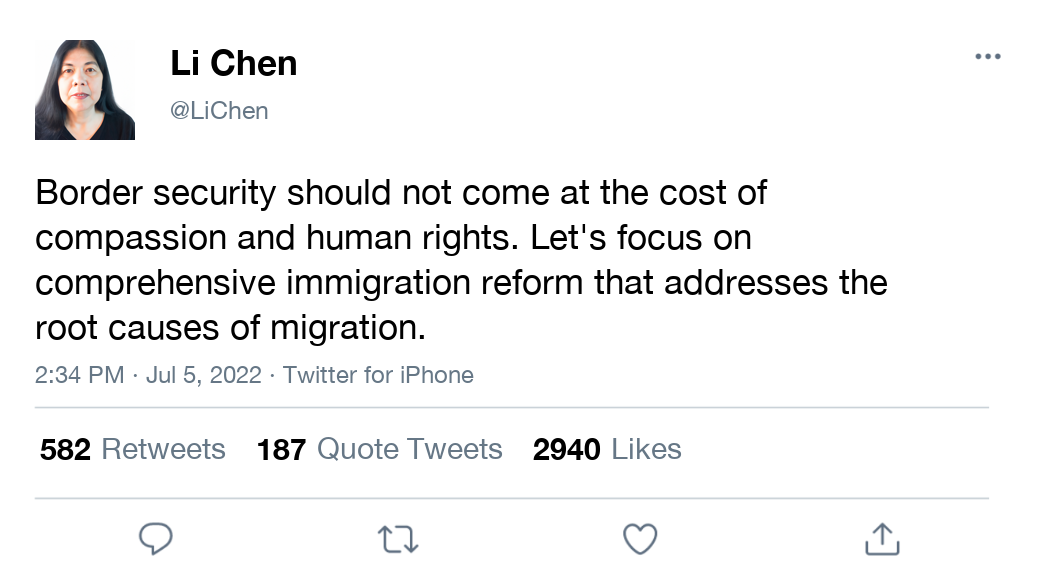 Li Chen
@LiChen
Border security should not come at the cost of
compassion and human rights. Let's focus on
comprehensive immigration reform that addresses the
root causes of migration.
2:34 PM · Jul 5, 2022 · Twitter for iPhone
582 Retweets 187 Quote Tweets 2940 Likes